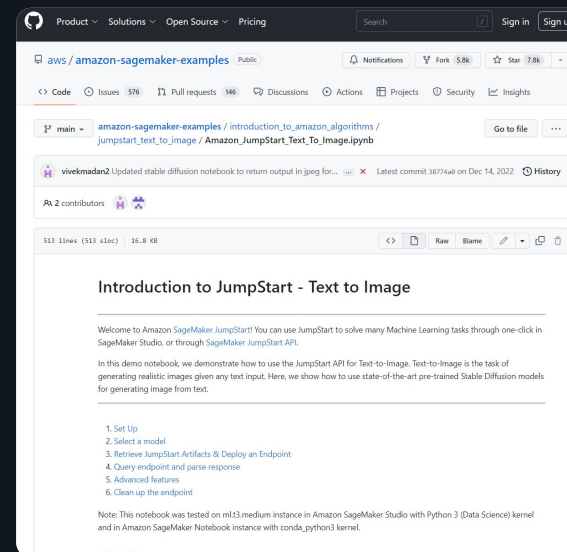 Product Solutions Open Source Pricing Search / Sign in Sign u
aws / amazon-sagemaker-examples Public Notifications Fork 5.8k Star 7.8k
Code Issues 576 Pull requests 146 Discussions Actions Projects Security Insights
main amazon-sagemaker-examples / introduction_to_amazon_algorithms / Go to file ...
jumpstart_text_to_image / Amazon_JumpStart_Text_To_Image.ipynb
vivekmadan2 Updated stable diffusion notebook to return output in jpeg for... ... Latest commit 38774a0 on Dec 14, 2022 History
2 contributors
513 lines (513 sloc) 16.8 KB <> Raw Blame
Introduction to JumpStart - Text to Image
Welcome to Amazon SageMaker JumpStart! You can use JumpStart to solve many Machine Learning tasks through one-click in
SageMaker Studio, or through SageMaker JumpStart API.
In this demo notebook, we demonstrate how to use the JumpStart API for Text-to-Image. Text-to-Image is the task of
generating realistic images given any text input. Here, we show how to use state-of-the-art pre-trained Stable Diffusion models
for generating image from text.
1. Set Up
2. Select a model
3. Retrieve JumpStart Artifacts & Deploy an Endpoint
4. Query endpoint and parse response
5. Advanced features
6. Clean up the endpoint
Note: This notebook was tested on ml.t3.medium instance in Amazon SageMaker Studio with Python 3 (Data Science) kernel
and in Amazon SageMaker Notebook instance with conda_python3 kernel.